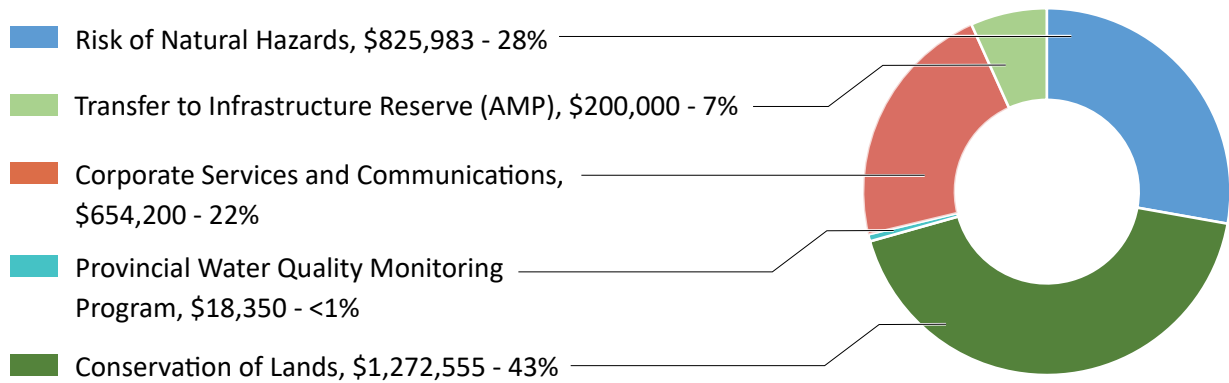 Risk of Natural Hazards, $825,983 - 28%
Transfer to Infrastructure Reserve (AMP), $200,000 - 7%
Corporate Services and Communications,
$654,200 - 22%
Provincial Water Quality Monitoring
Program, $18,350 - <1%
Conservation of Lands, $1,272,555 - 43%